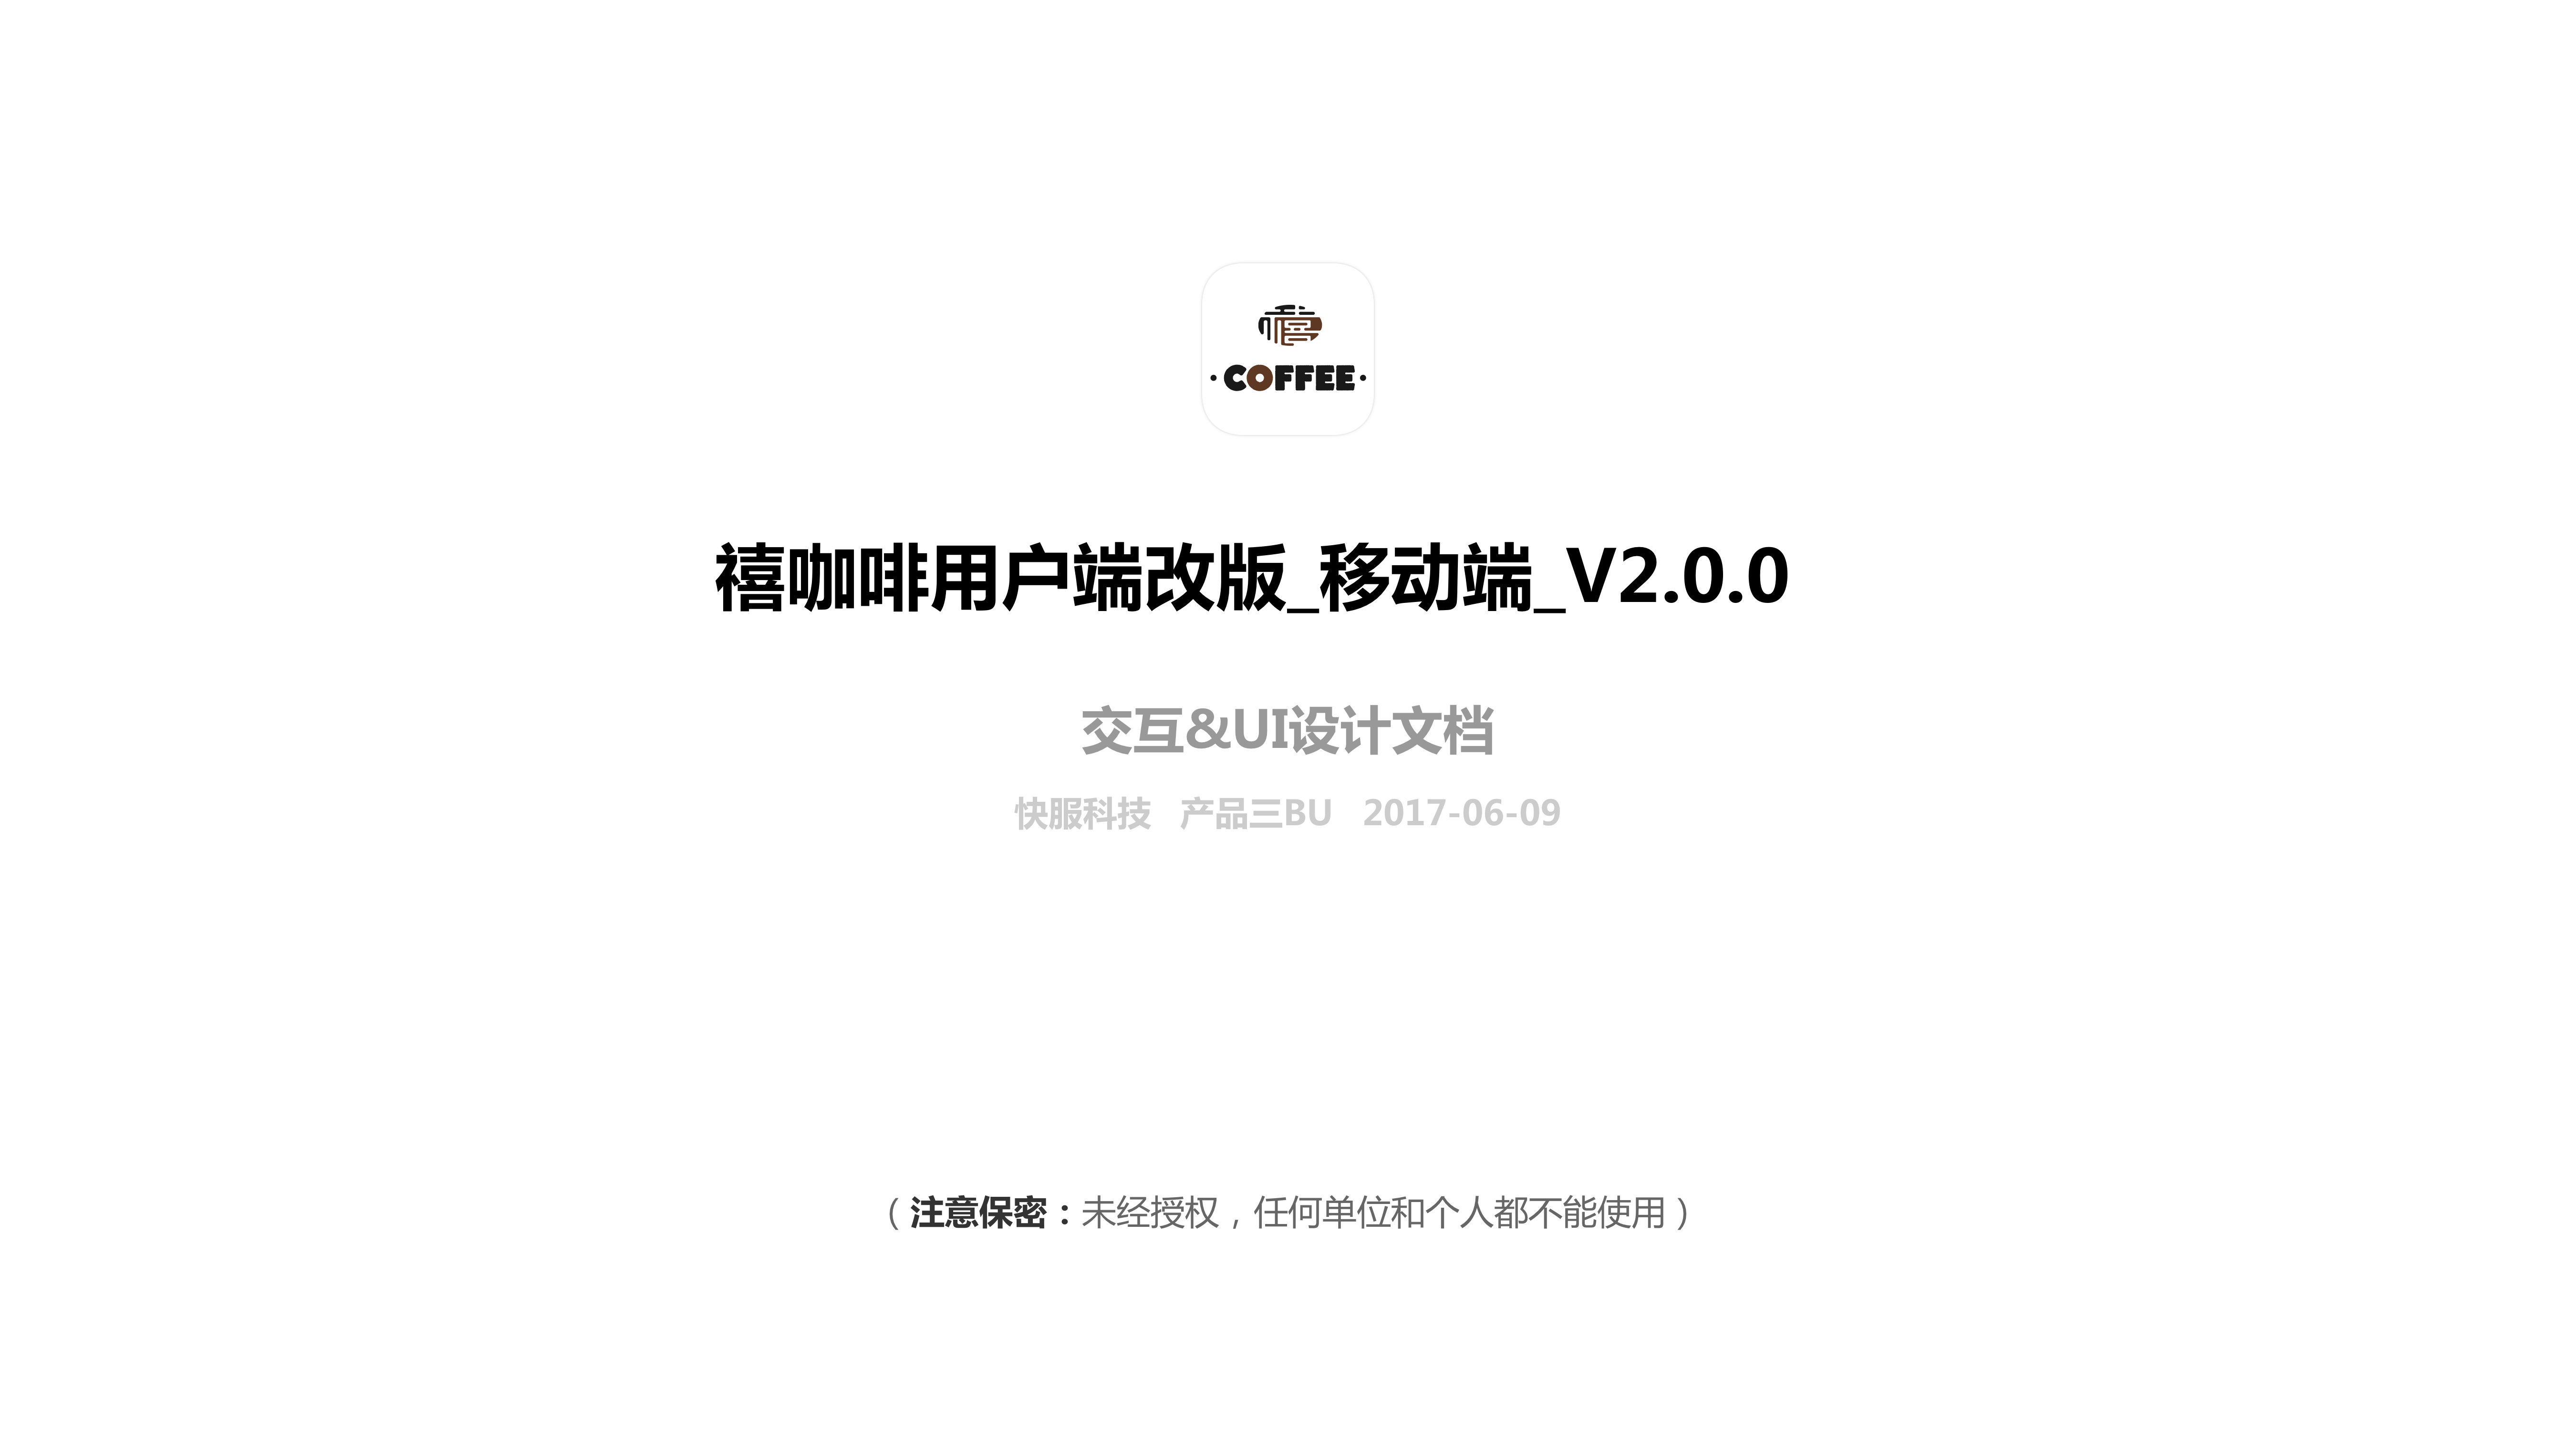 禧
·COFFEE·
禧咖啡用户端改版_移动端_V2.0.0
交互&UI设计文档
快服科技 产品三BU 2017-06-09
（注意保密：未经授权，任何单位和个人都不能使用）